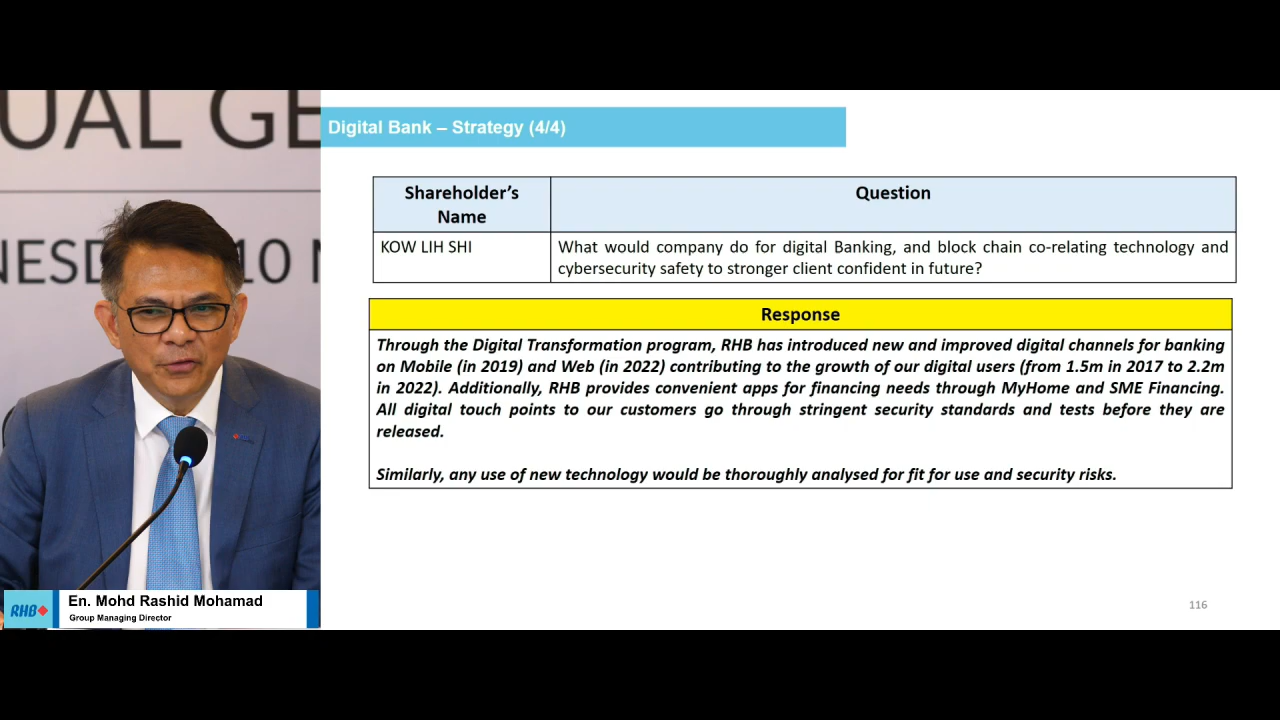 UAL GE
NESD 10
Digital Bank – Strategy (4/4)
Shareholder’s
Name
Question
KOW LIH SHI
What would company do for digital Banking, and block chain co-relating technology and
cybersecurity safety to stronger client confident in future?
Response
Through the Digital Transformation program, RHB has introduced new and improved digital channels for banking
on Mobile (in 2019) and Web (in 2022) contributing to the growth of our digital users (from 1.5m in 2017 to 2.2m
in 2022). Additionally, RHB provides convenient apps for financing needs through MyHome and SME Financing.
All digital touch points to our customers go through stringent security standards and tests before they are
released.
Similarly, any use of new technology would be thoroughly analysed for fit for use and security risks.
116
RHB
En. Mohd Rashid Mohamad
Group Managing Director